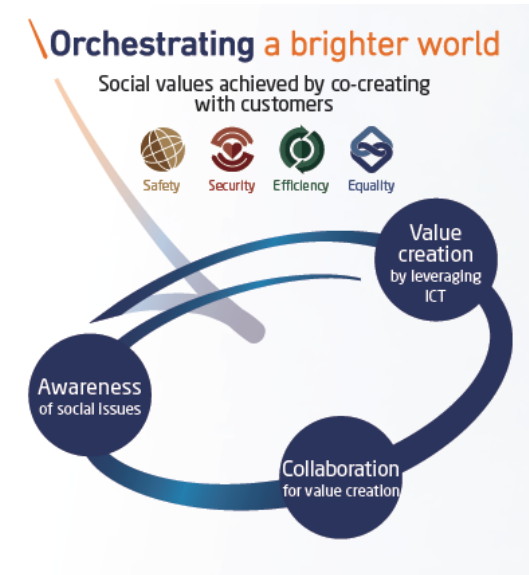 \Orchestrating a brighter world
Social values achieved by co-creating
with customers
Safety Security Efficiency Equality
Value
creation
by leveraging
ICT
Awareness
of social issues
Collaboration
for value creation